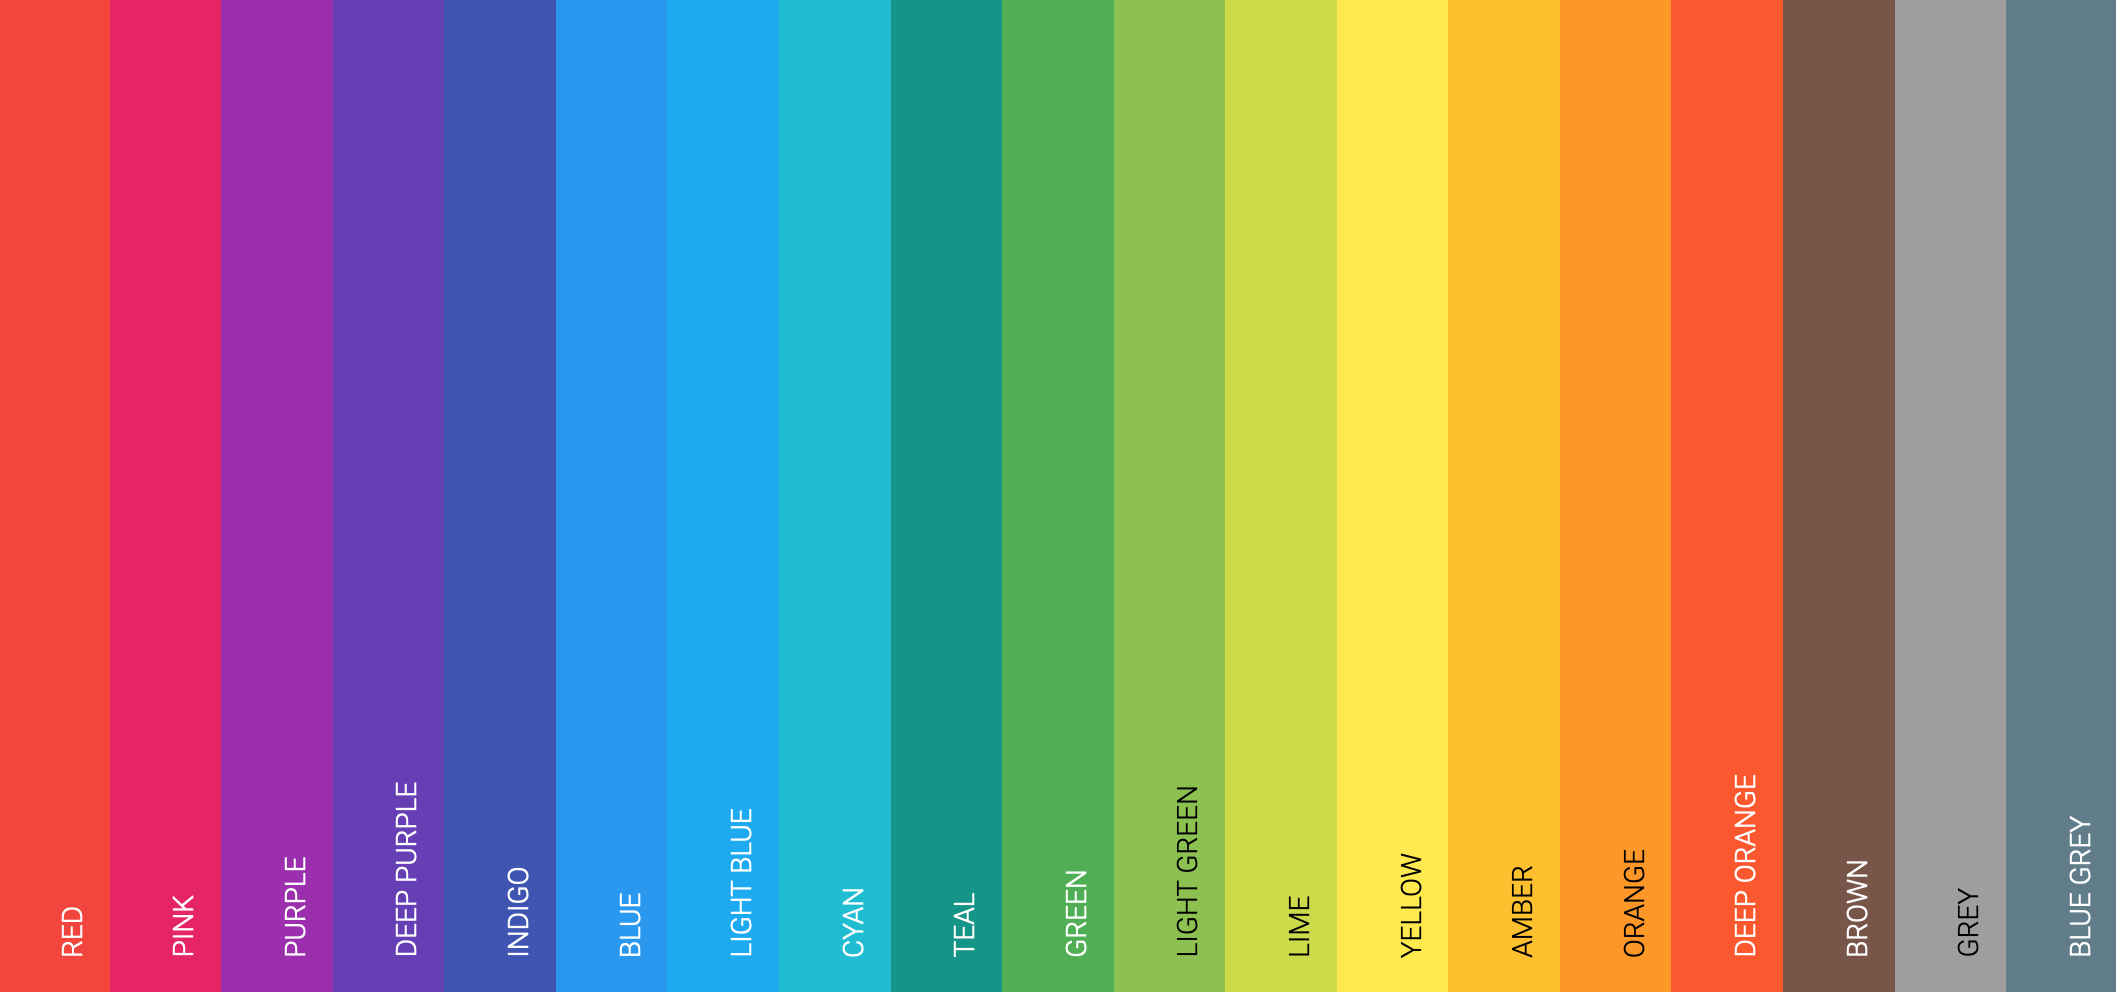 RED
PINK
PURPLE
DEEP PURPLE
INDIGO
BLUE
LIGHT BLUE
CYAN
TEAL
GREEN
LIGHT GREEN
LIME
YELLOW
AMBER
ORANGE
DEEP ORANGE
BROWN
GREY
BLUE GREY